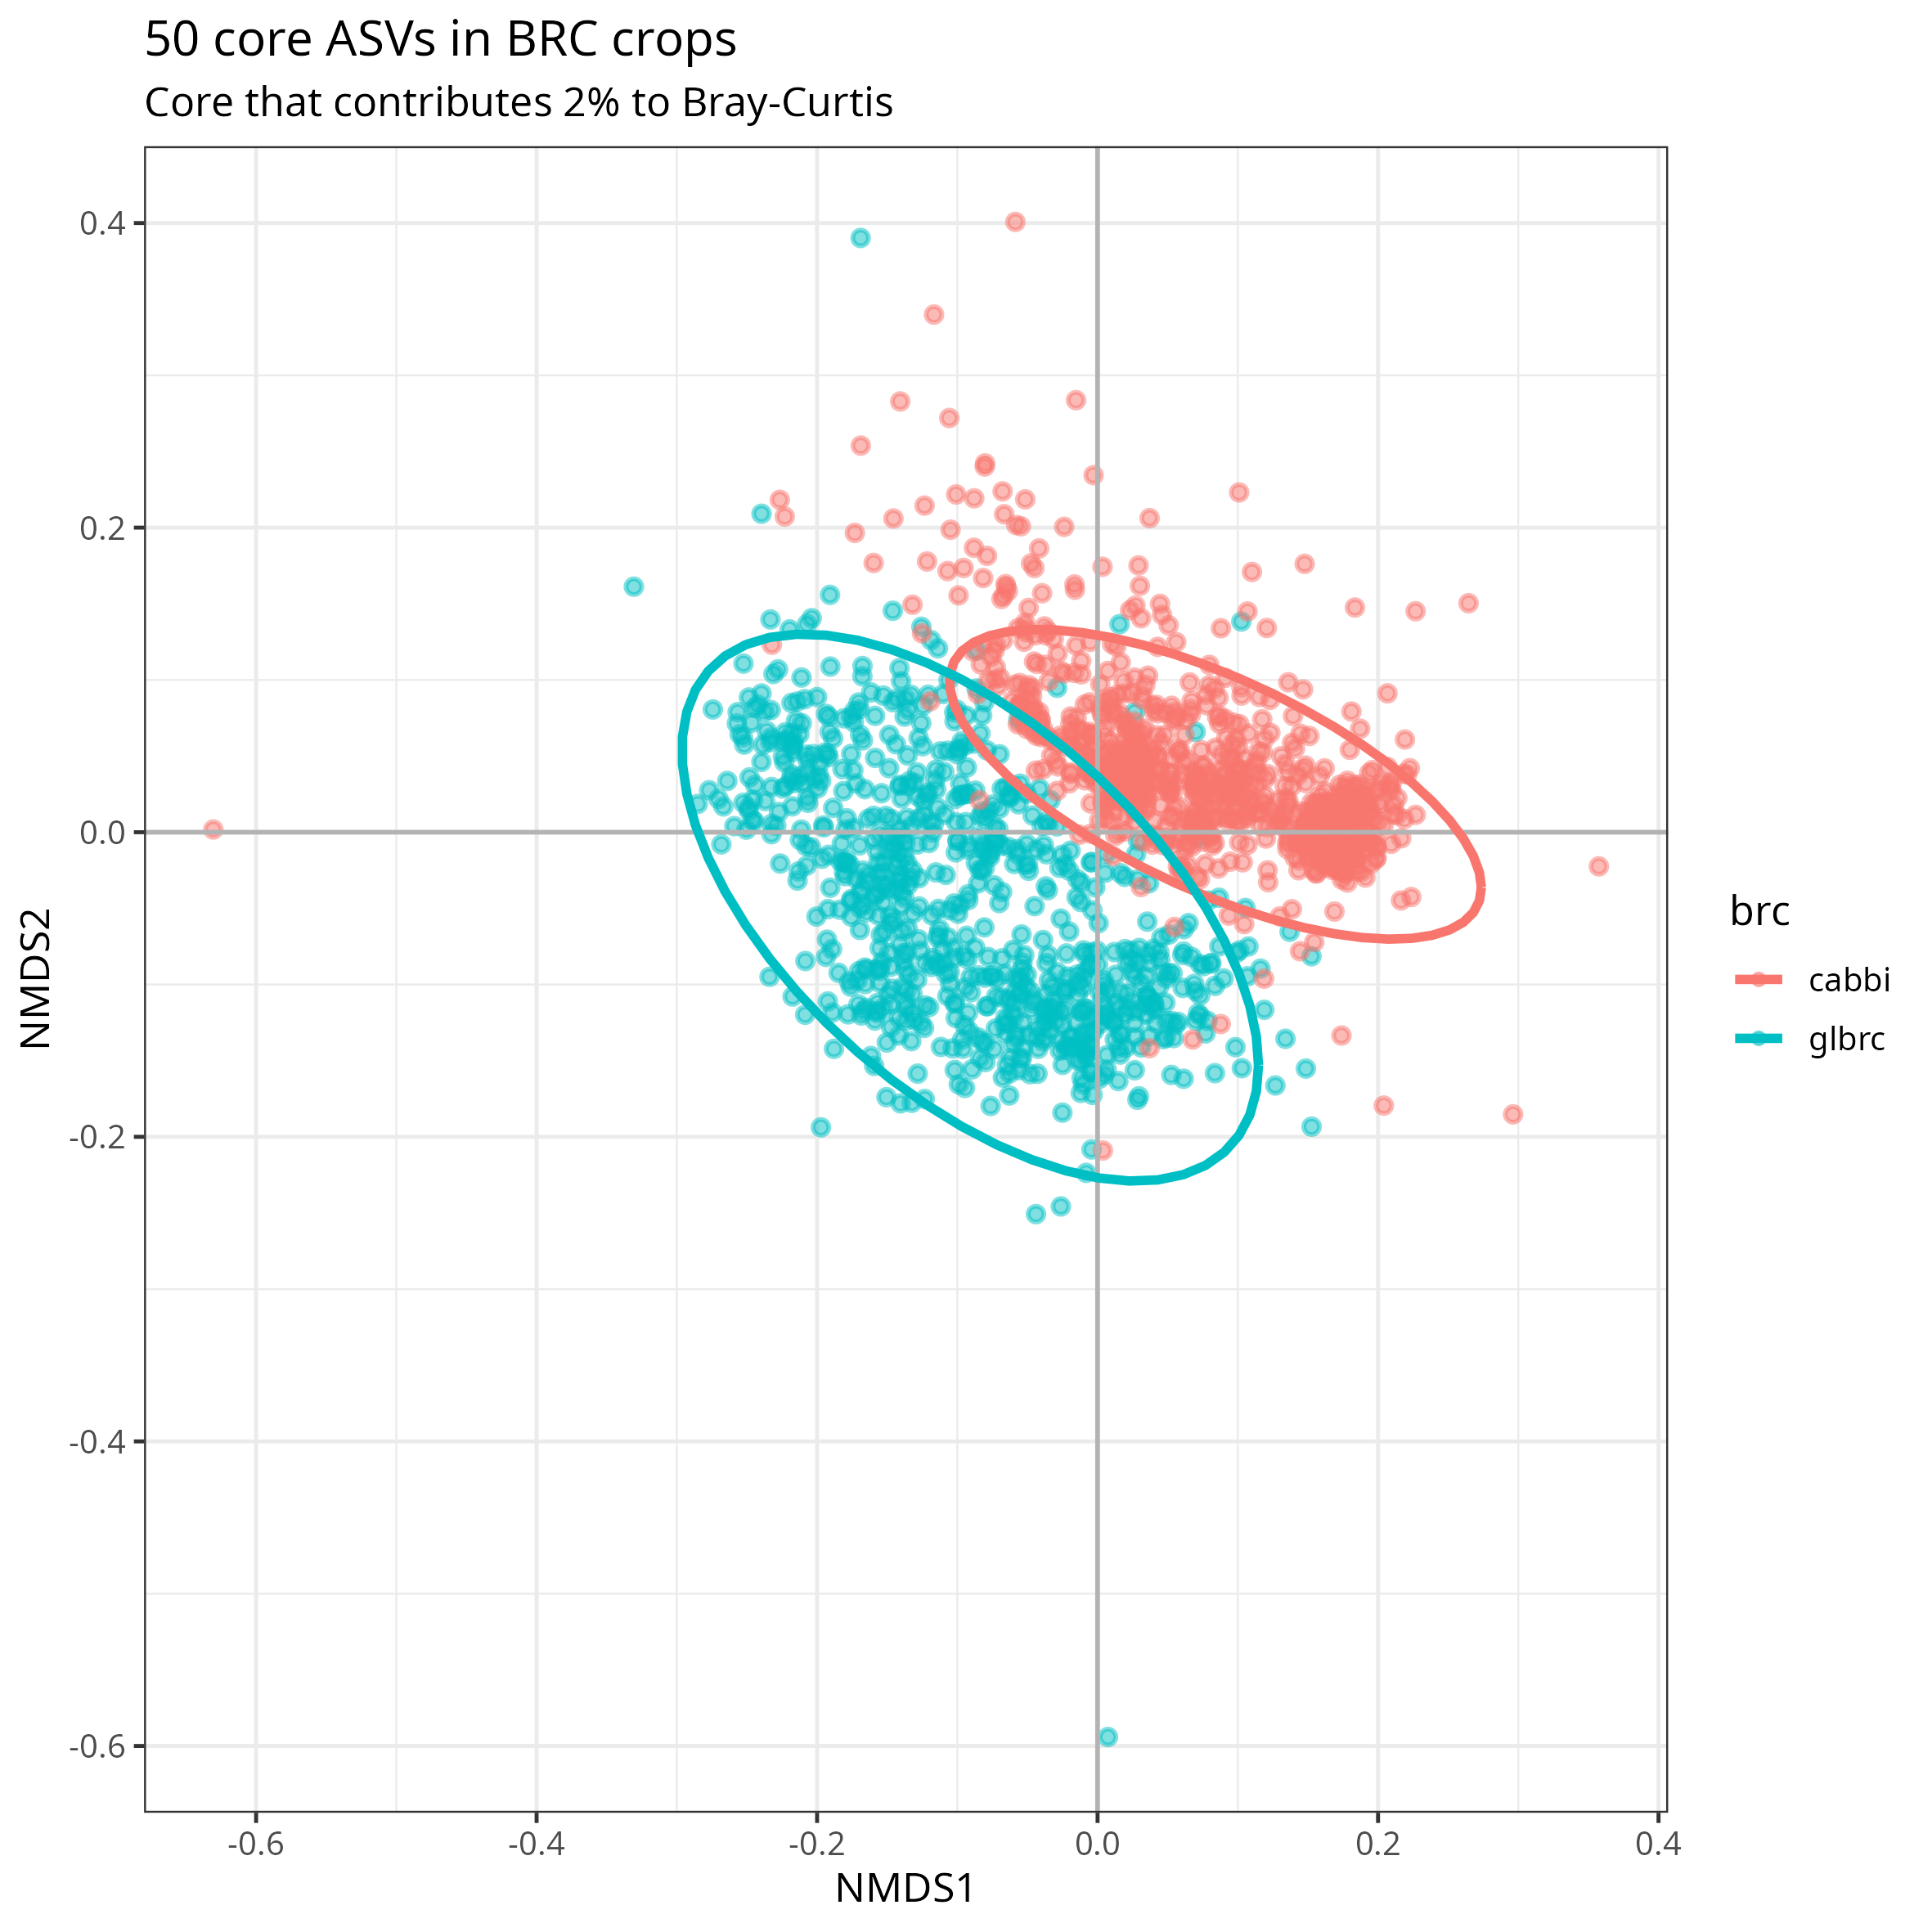 50 core ASVs in BRC crops
Core that contributes 2% to Bray-Curtis
0.4
0.2
0.0
-0.2
-0.4
-0.6
NMDS2
-0.6
-0.4
-0.2
0.0
0.2
0.4
NMDS1
brc
cabbi
glbrc